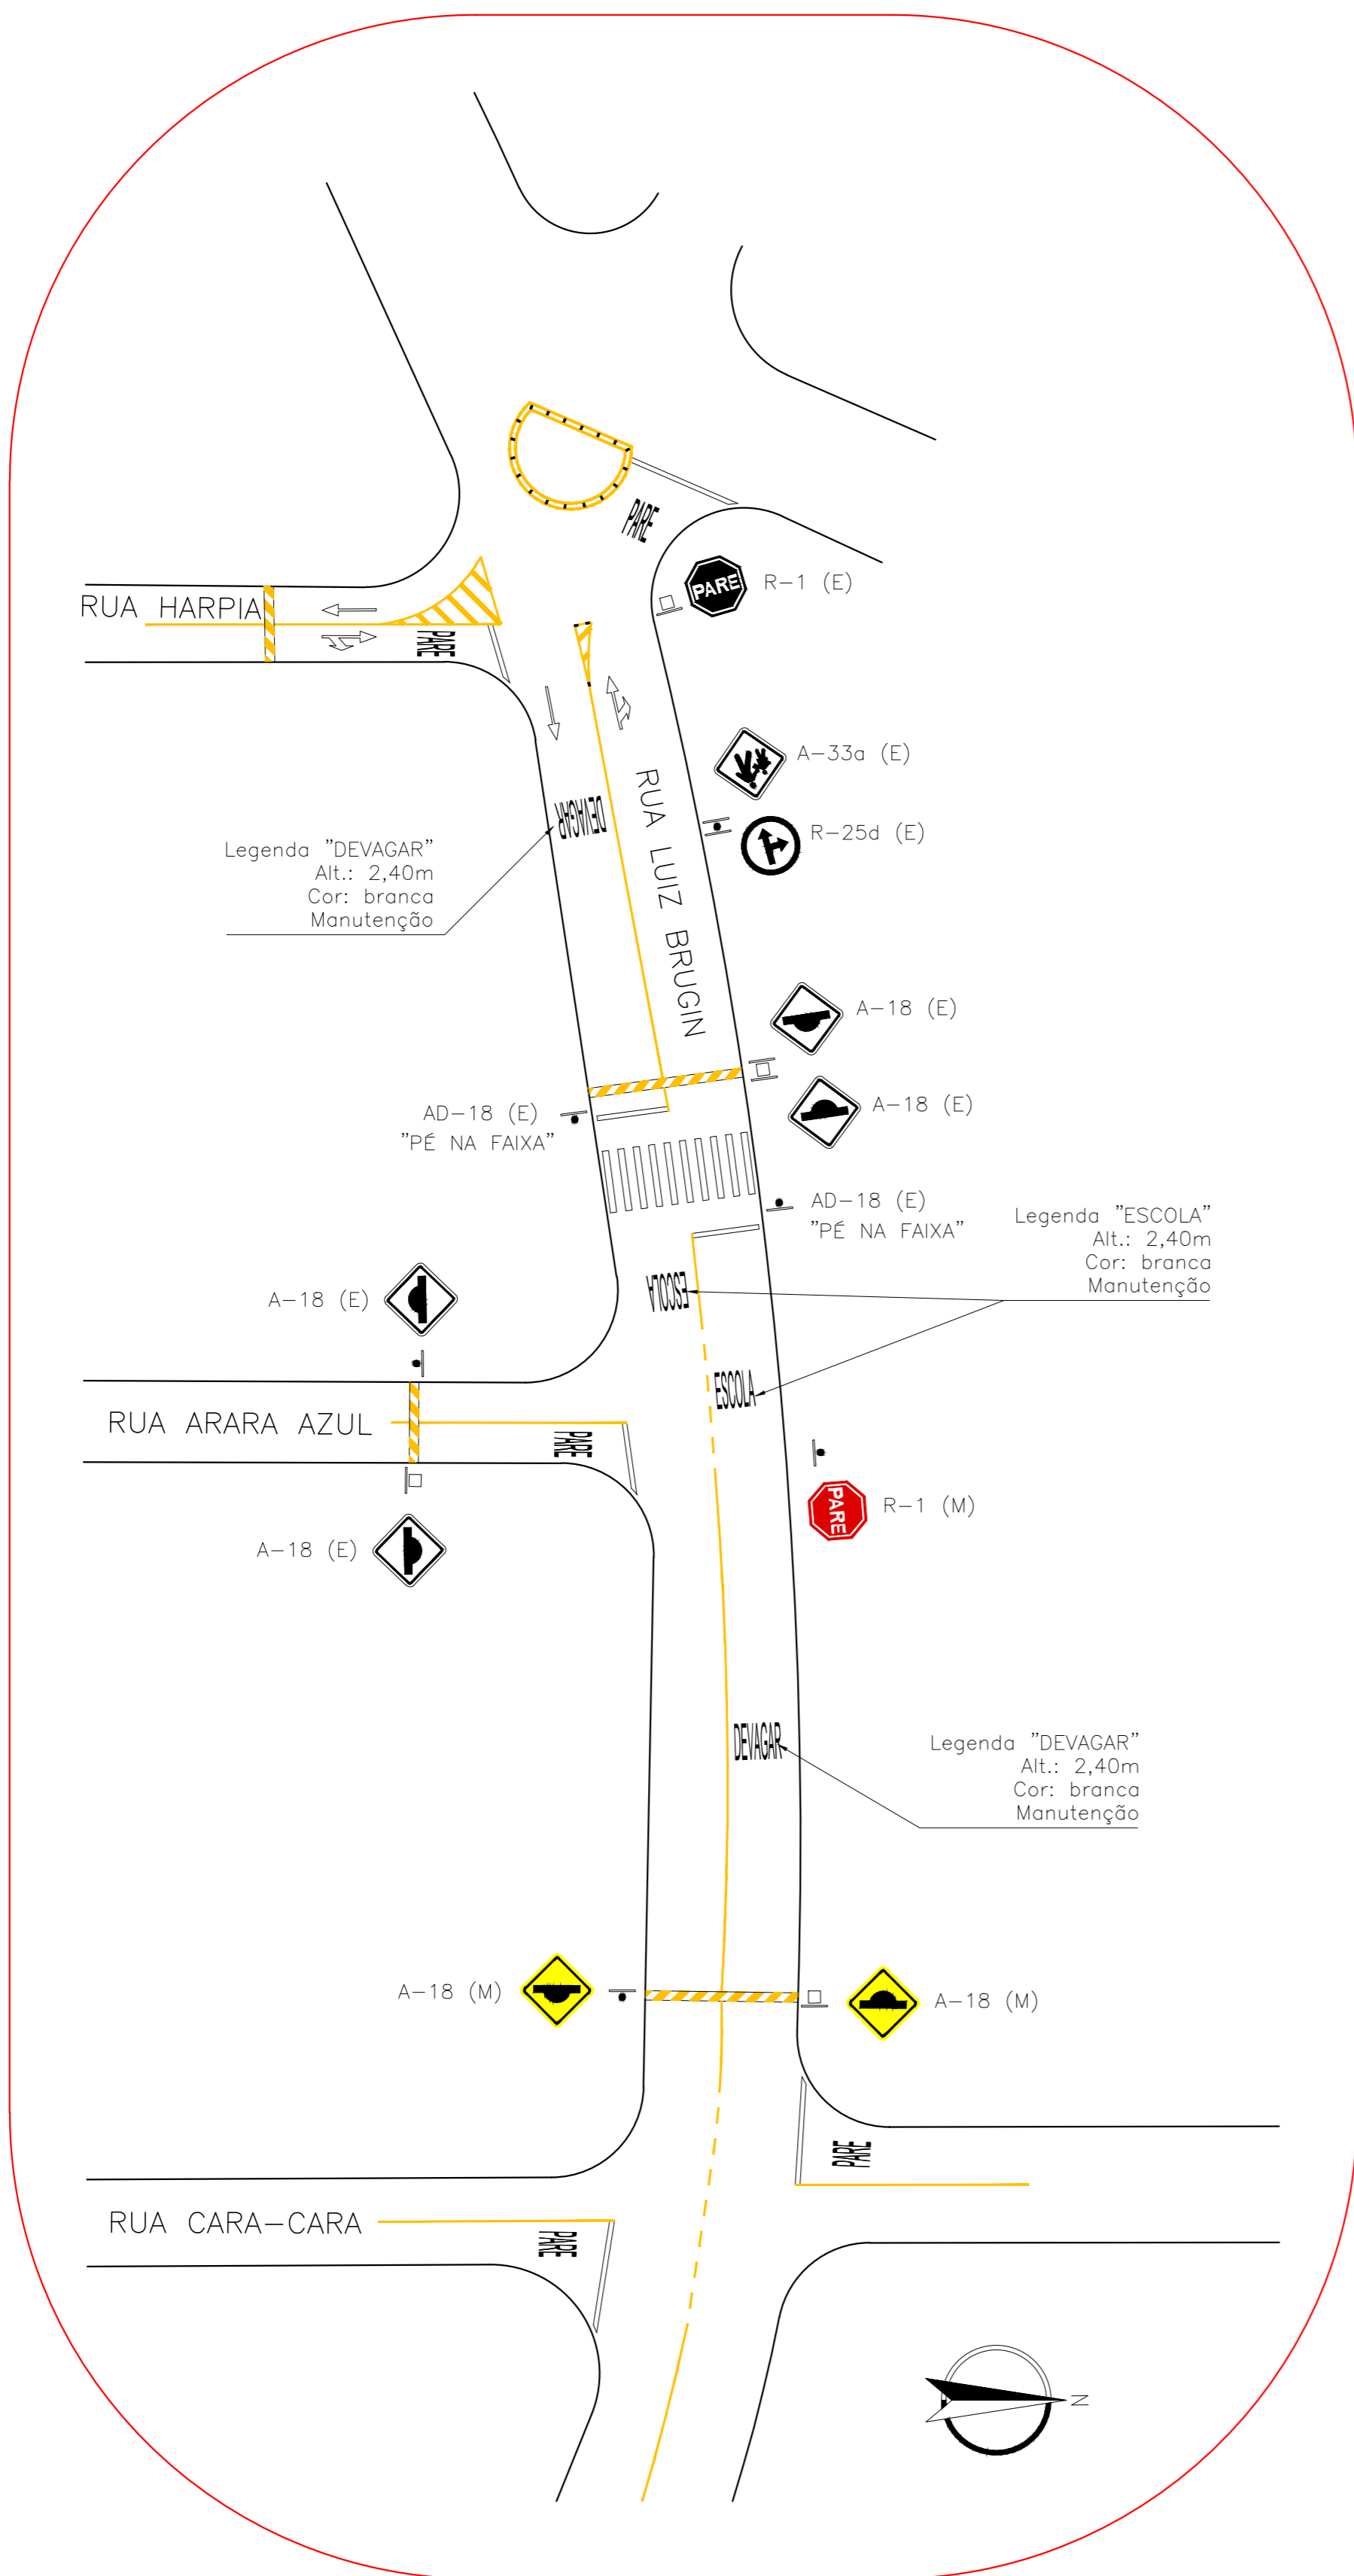 PARE
PARE
R-1 (E)
RUA HARPIA
PARE
A-33a (E)
R-25d (E)
DEVAGAR
RUA LUIZ BRUGIN
Legenda "DEVAGAR"
Alt.: 2,40m
Cor: branca
Manutenção
A-18 (E)
A-18 (E)
AD-18 (E)
"PÉ NA FAIXA"
AD-18 (E)
"PÉ NA FAIXA"
Legenda "ESCOLA"
Alt.: 2,40m
Cor: branca
Manutenção
ESCOLA
A-18 (E)
ESCOLA
RUA ARARA AZUL
PARE
PARE
R-1 (M)
A-18 (E)
DEVAGAR
Legenda "DEVAGAR"
Alt.: 2,40m
Cor: branca
Manutenção
A-18 (M)
A-18 (M)
PARE
RUA CARA-CARA
PARE
N